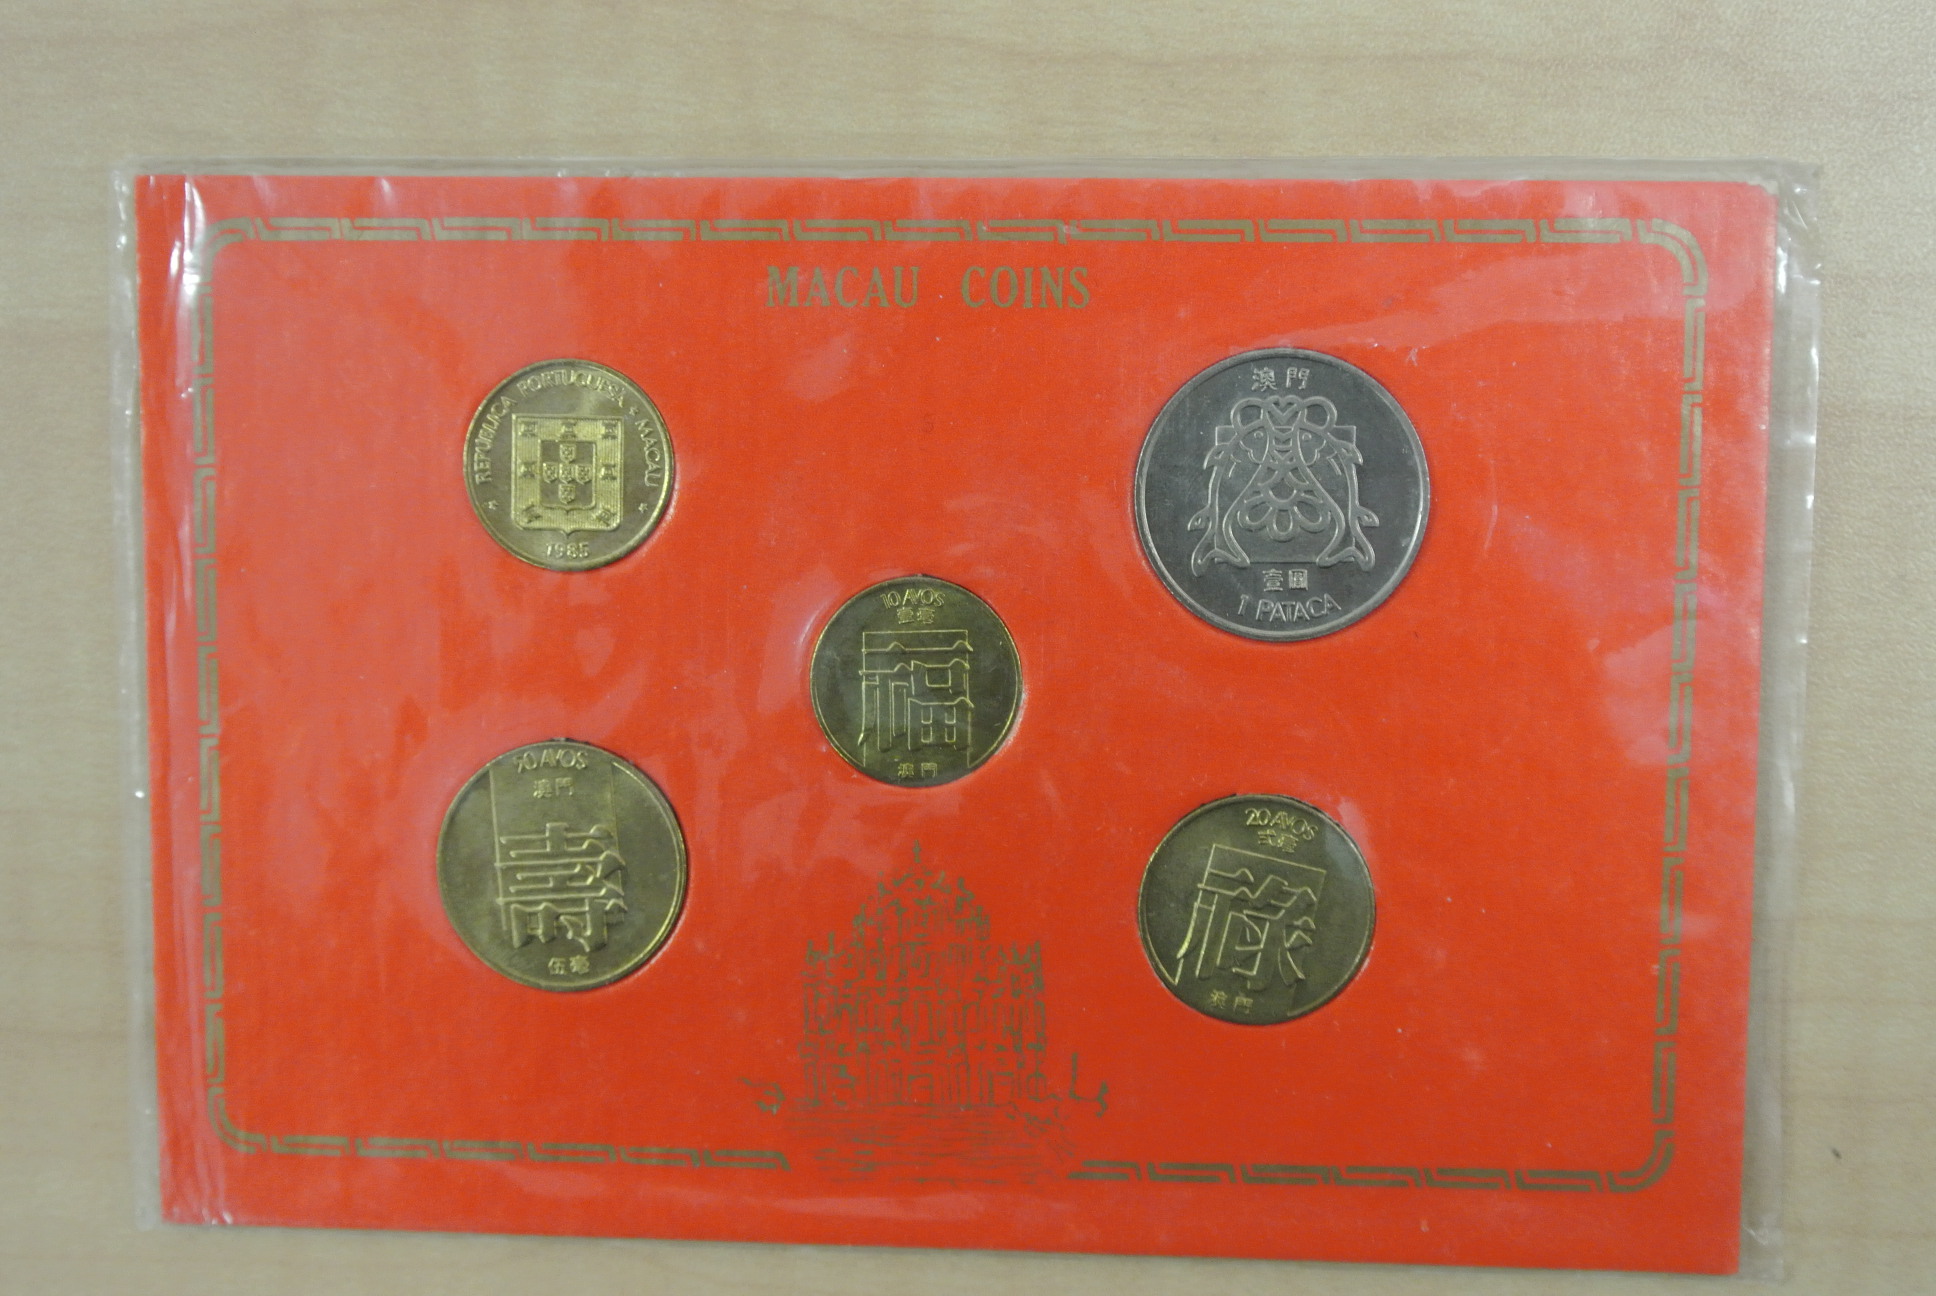 MACAU COINS
REPUBLICA PORTUGUESA * MACAU
1985
澳門
壹圓
1 PATACA
10 AVOS
壹毫
福
澳門
50 AVOS
澳門
壽
伍毫
20 AVOS
貳毫
祿
澳門